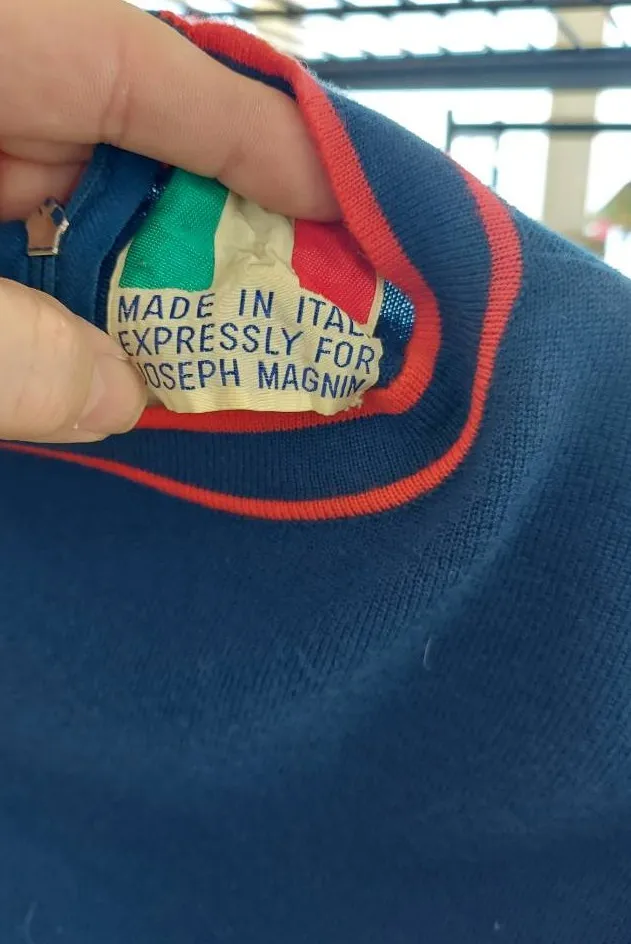 MADE IN ITAL
EXPRESSLY FOR
JOSEPH MAGNIN